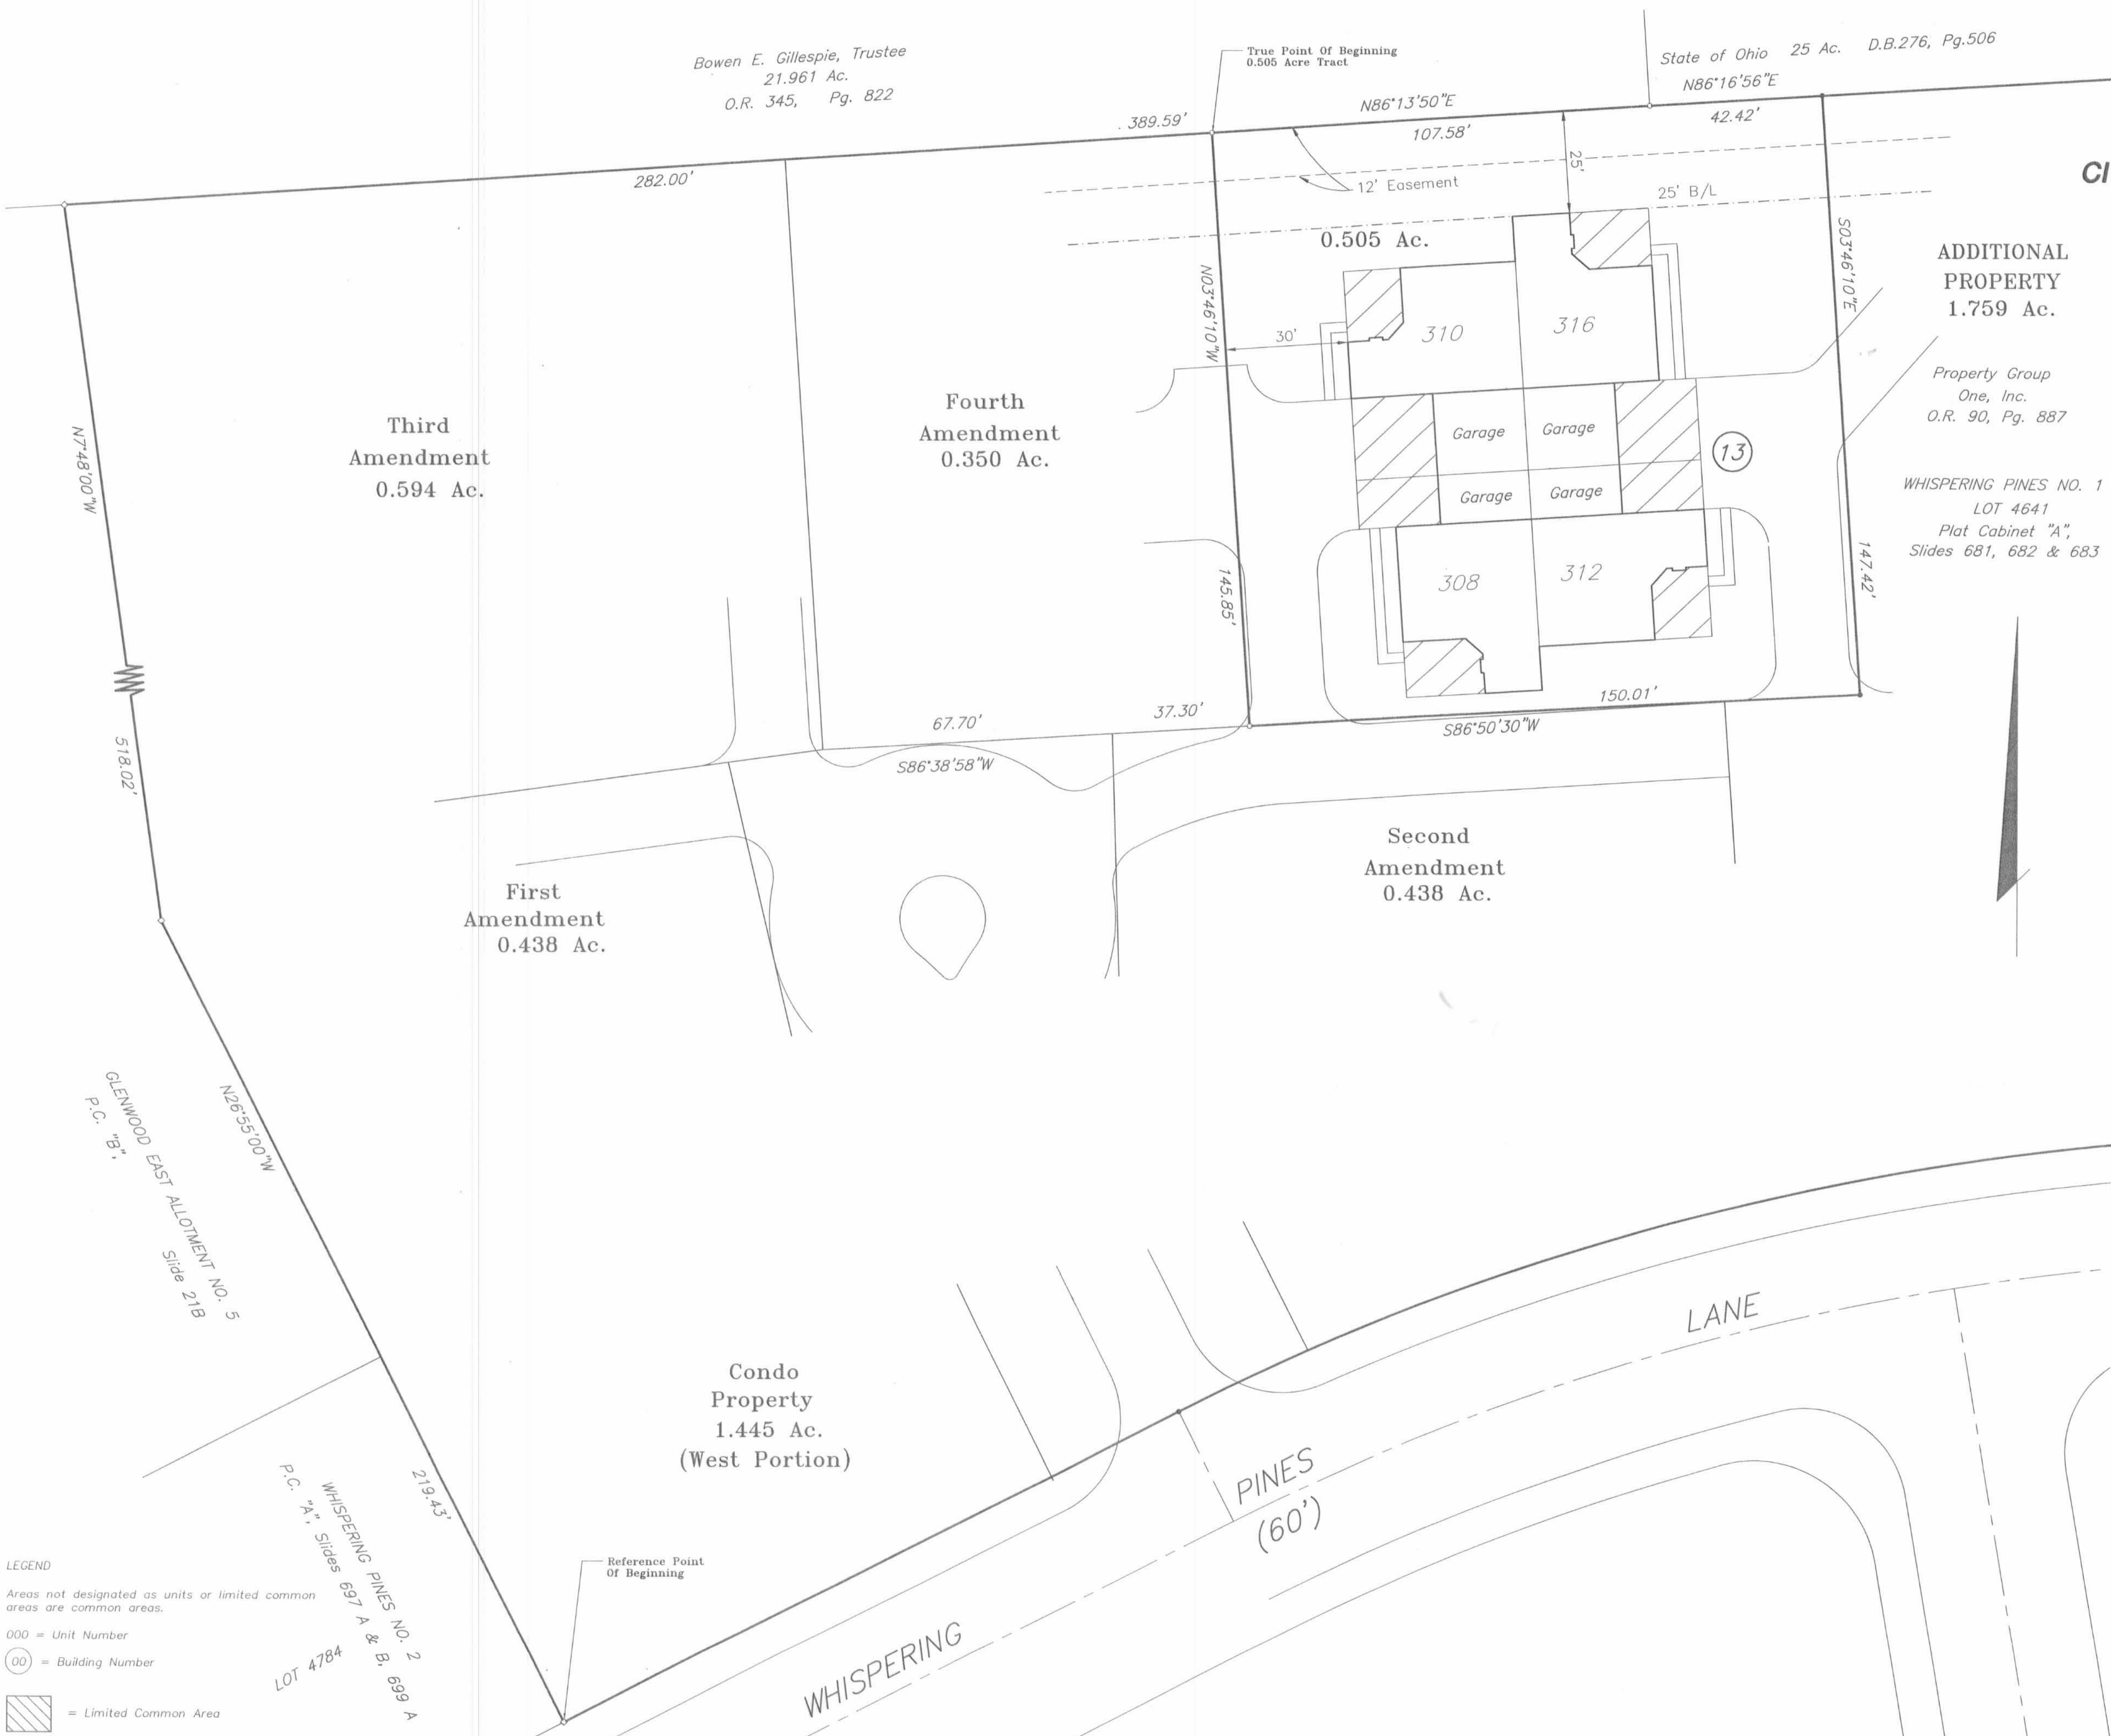 Bowen E. Gillespie, Trustee
21.961 Ac.
O.R. 345, Pg. 822
True Point Of Beginning
0.505 Acre Tract
State of Ohio 25 Ac. D.B.276, Pg.506
N86°16'56"E
N86°13'50"E
389.59'
107.58'
42.42'
282.00'
25'
12' Easement
25' B/L
CI
0.505 Ac.
S03°46'10"E
ADDITIONAL
PROPERTY
1.759 Ac.
N03°46'10"W
30'
310
316
Property Group
One, Inc.
O.R. 90, Pg. 887
Third
Amendment
0.594 Ac.
Fourth
Amendment
0.350 Ac.
N7°48'00"W
Garage
Garage
13
Garage
Garage
WHISPERING PINES NO. 1
LOT 4641
Plat Cabinet "A",
Slides 681, 682 & 683
308
312
145.85'
147.42'
150.01'
S86°50'30"W
67.70'
37.30'
S86°38'58"W
518.02'
First
Amendment
0.438 Ac.
Second
Amendment
0.438 Ac.
N26°55'00"W
GLENWOOD EAST ALLOTMENT NO. 5
P.C. "B", Slide 21B
Condo
Property
1.445 Ac.
(West Portion)
219.43'
WHISPERING PINES NO. 2
P.C. "A", Slides 697 A & B, 699 A
LOT 4784
Reference Point
Of Beginning
WHISPERING PINES LANE
(60')
LEGEND
Areas not designated as units or limited common
areas are common areas.
000 = Unit Number
00 = Building Number
= Limited Common Area